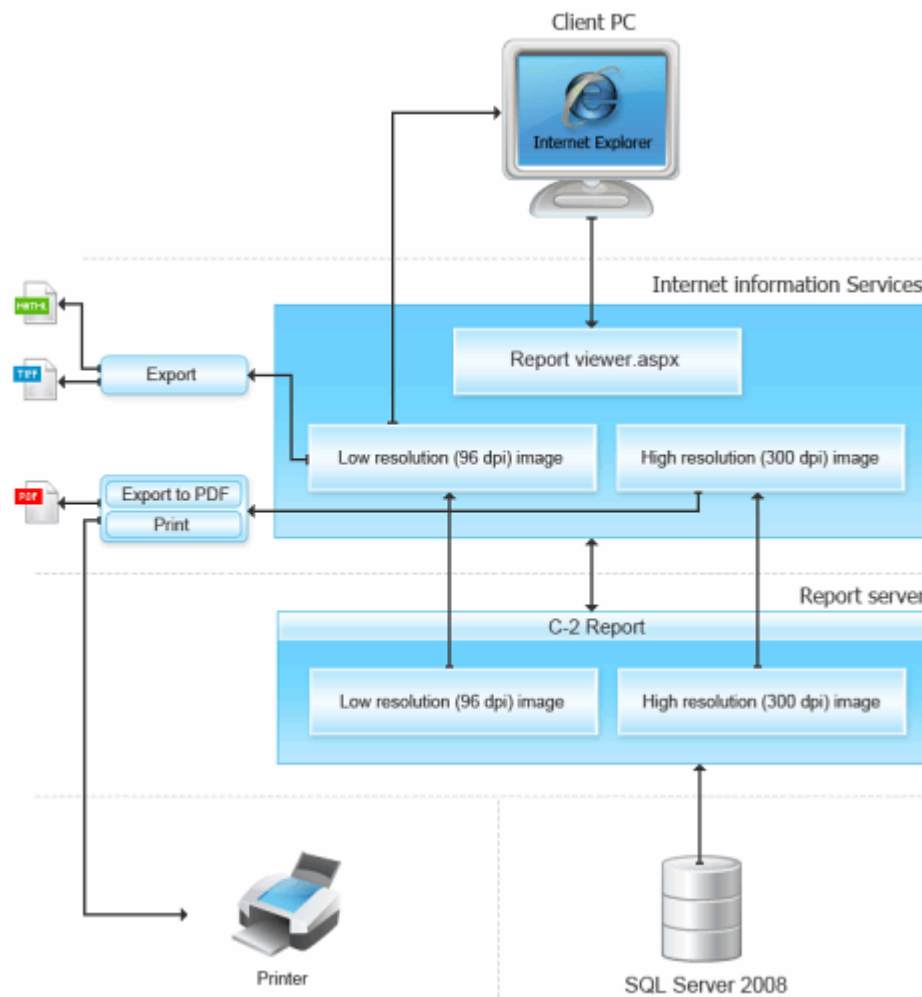 Client PC
Internet Explorer
Internet information Services
Report viewer.aspx
MHTML
TIFF
Export
Low resolution (96 dpi) image
High resolution (300 dpi) image
PDF
Export to PDF
Print
Report server
C-2 Report
Low resolution (96 dpi) image
High resolution (300 dpi) image
Printer
SQL Server 2008